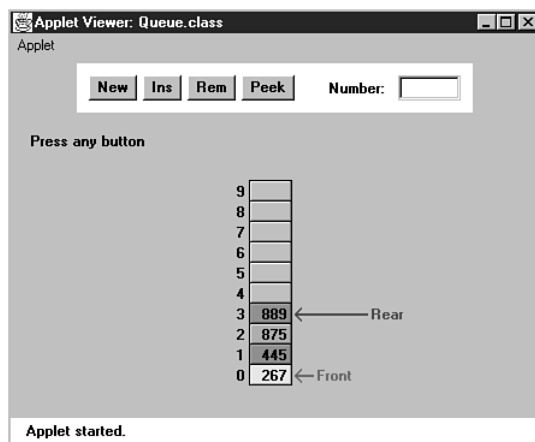 Applet Viewer: Queue.class
Applet
New Ins Rem Peek Number:
Press any button
9
8
7
6
5
4
3 889 Rear
2 875
1 445
0 267 Front
Applet started.